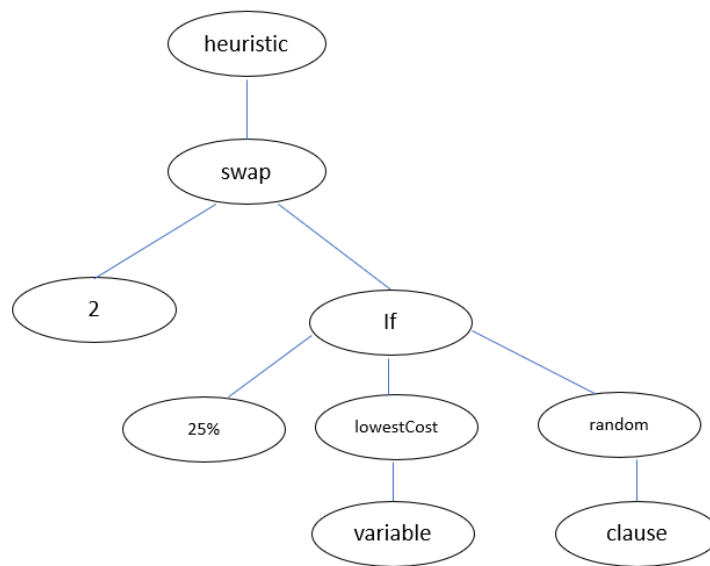 heuristic
swap
2
If
25%
lowestCost
random
variable
clause